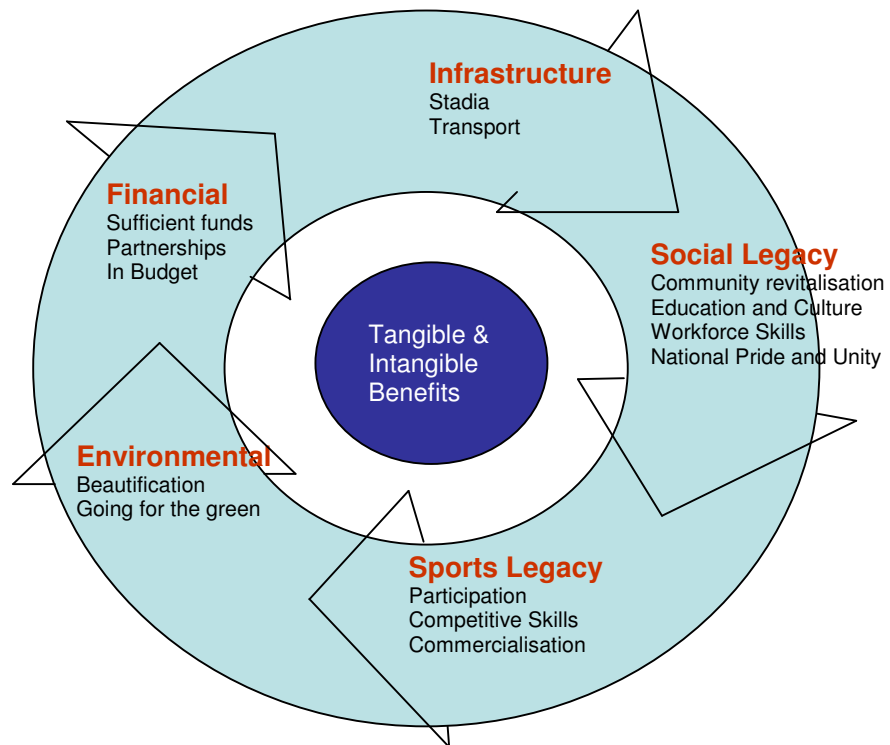 Infrastructure
Stadia
Transport
Financial
Sufficient funds
Partnerships
In Budget
Social Legacy
Community revitalisation
Education and Culture
Workforce Skills
National Pride and Unity
Tangible &
Intangible
Benefits
Environmental
Beautification
Going for the green
Sports Legacy
Participation
Competitive Skills
Commercialisation